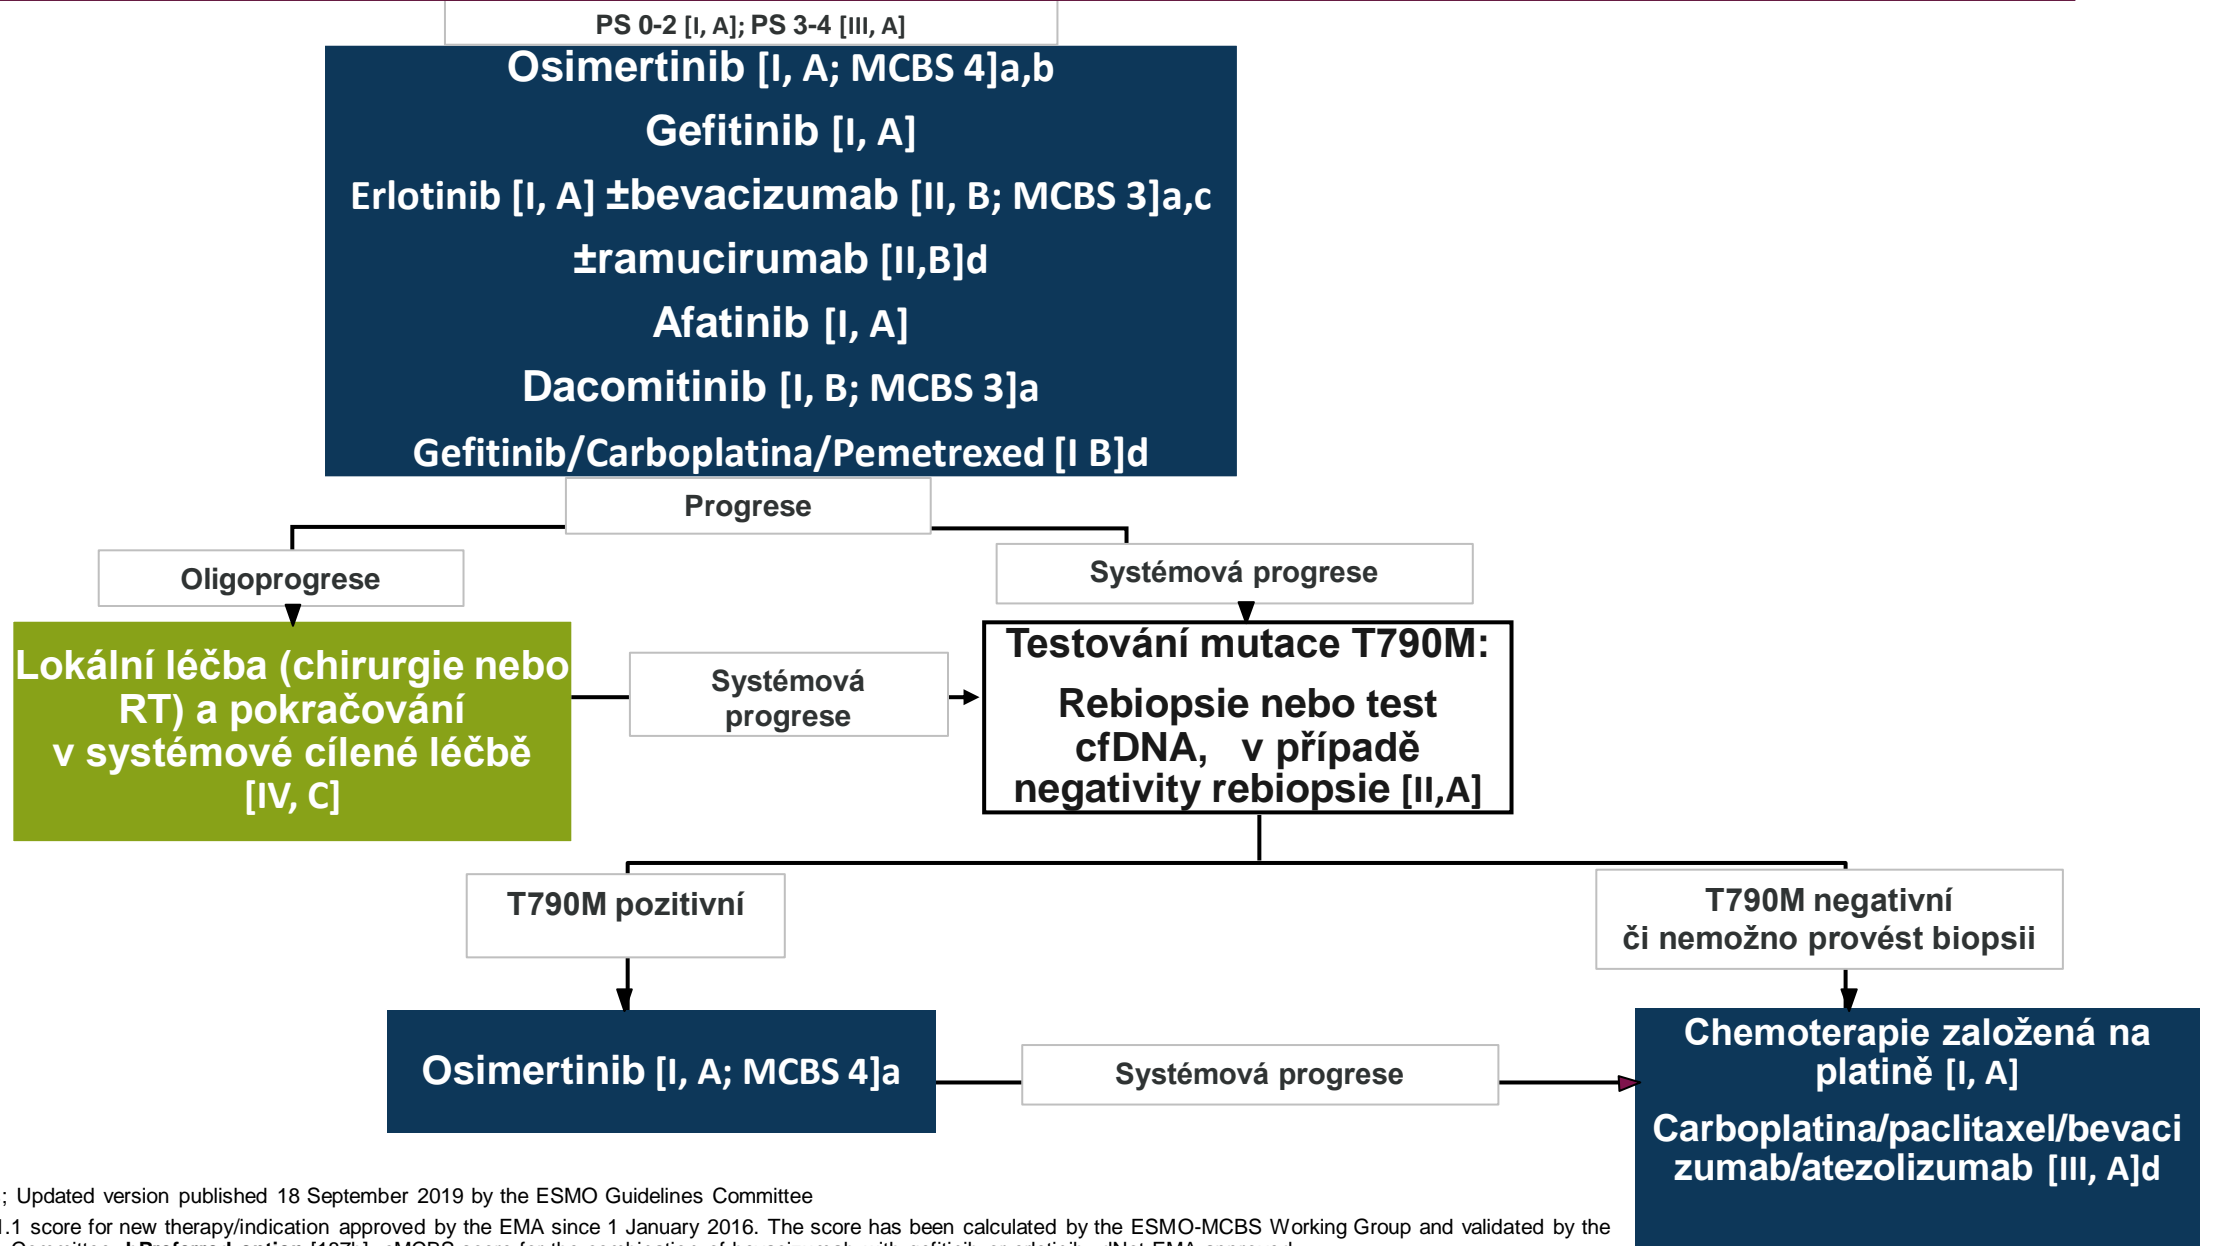 PS 0-2 [I, A]; PS 3-4 [III, A]
Osimertinib [I, A; MCBS 4]a,b
Gefitinib [I, A]
Erlotinib [I, A] ±bevacizumab [II, B; MCBS 3]a,c
±ramucirumab [II,B]d
Afatinib [I, A]
Dacomitinib [I, B; MCBS 3]a
Gefitinib/Carboplatina/Pemetrexed [I B]d
Progrese
Oligoprogrese
Systémová progrese
Lokální léčba (chirurgie nebo
RT) a pokračování
v systémové cílené léčbě
[IV, C]
Systémová
progrese
Testování mutace T790M:
Rebiopsie nebo test
cfDNA, v případě
negativity rebiopsie [II,A]
T790M pozitivní
T790M negativní
či nemožno provést biopsii
Osimertinib [I, A; MCBS 4]a
Systémová progrese
Chemoterapie založená na
platině [I, A]
Carboplatina/paclitaxel/bevaci
zumab/atezolizumab [III, A]d
; Updated version published 18 September 2019 by the ESMO Guidelines Committee
.1 score for new therapy/indication approved by the EMA since 1 January 2016. The score has been calculated by the ESMO-MCBS Working Group and validated by the